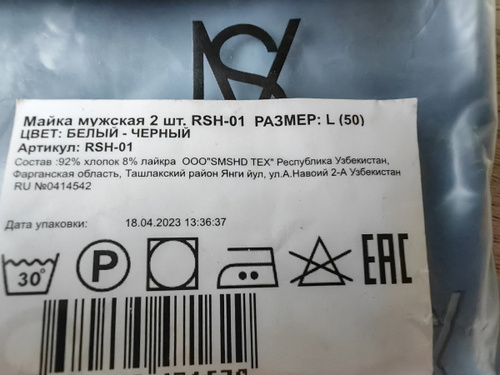 Майка мужская 2 шт. RSH-01 РАЗМЕР: L (50)
ЦВЕТ: БЕЛЫЙ - ЧЕРНЫЙ
Артикул: RSH-01
Состав :92% хлопок 8% лайкра ООО"SMSHD TEX" Республика Узбекистан,
Фарганская область, Ташлакский район Янги йул, ул.А.Навоий 2-А Узбекистан
RU №0414542
Дата упаковки: 18.04.2023 13:36:37
30° P EAC